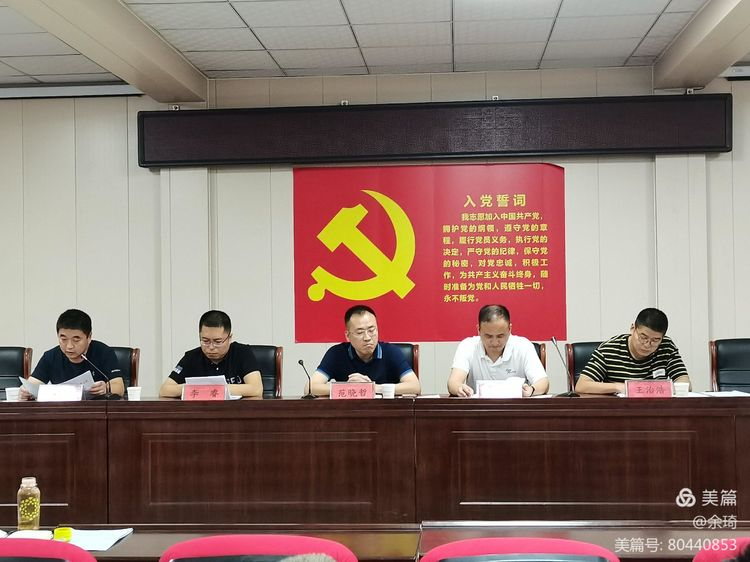 入党誓词
我志愿加入中国共产党,
拥护党的纲领,遵守党的章
程,履行党员义务,执行党的
决定,严守党的纪律,保守党
的秘密,对党忠诚,积极工
作,为共产主义奋斗终身,随
时准备为党和人民牺牲一切,
永不叛党。
李睿
范晓哲
王治浩
美篇
@余琦
美篇号: 80440853